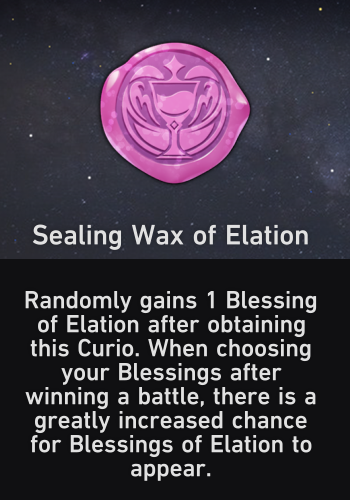 Sealing Wax of Elation
Randomly gains 1 Blessing
of Elation after obtaining
this Curio. When choosing
your Blessings after
winning a battle, there is a
greatly increased chance
for Blessings of Elation to
appear.